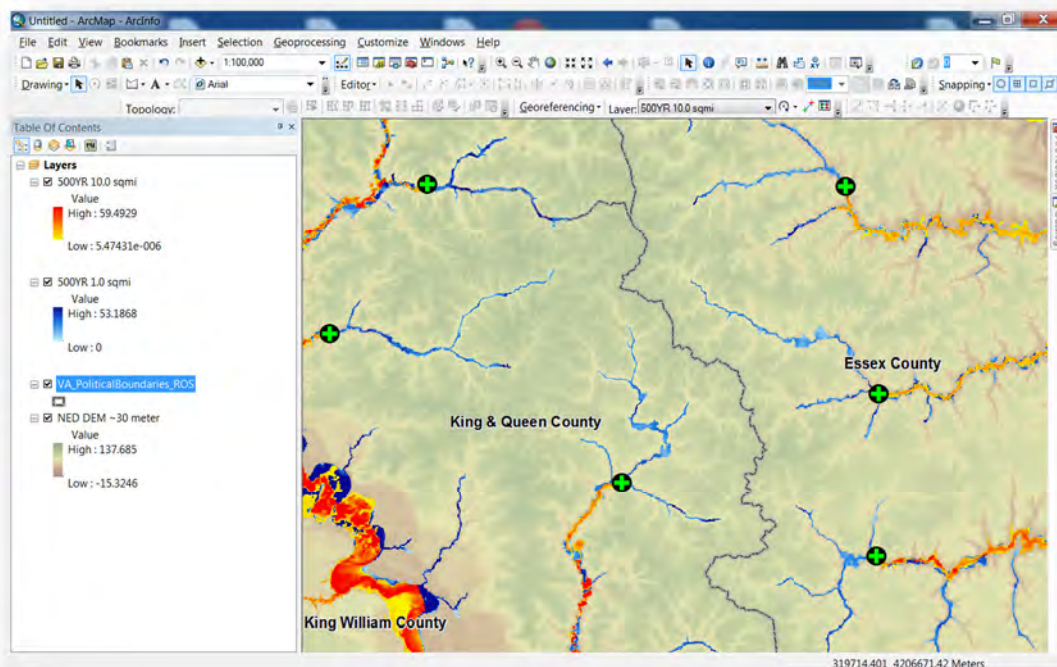 Untitled - ArcMap - ArcInfo
File Edit View Bookmarks Insert Selection Geoprocessing Customize Windows Help
1:100,000
Drawing Arial Editor Snapping
Topology: Georeferencing Layer: 500YR 10.0 sqmi
Table Of Contents
Layers
500YR 10.0 sqmi
Value
High : 59.4929
Low : 5.47431e-006
500YR 1.0 sqmi
Value
High : 53.1868
Low : 0
VA_PoliticalBoundaries_ROS
NED DEM ~30 meter
Value
High : 137.685
Low : -15.3246
Essex County
King & Queen County
King William County
319714.401 4206671.42 Meters